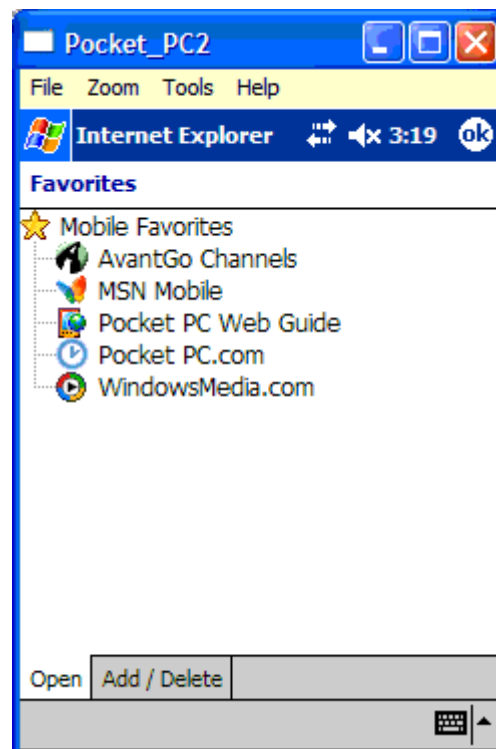 Pocket_PC2
File Zoom Tools Help
Internet Explorer 3:19 ok
Favorites
Mobile Favorites
AvantGo Channels
MSN Mobile
Pocket PC Web Guide
Pocket PC.com
WindowsMedia.com
Open Add / Delete